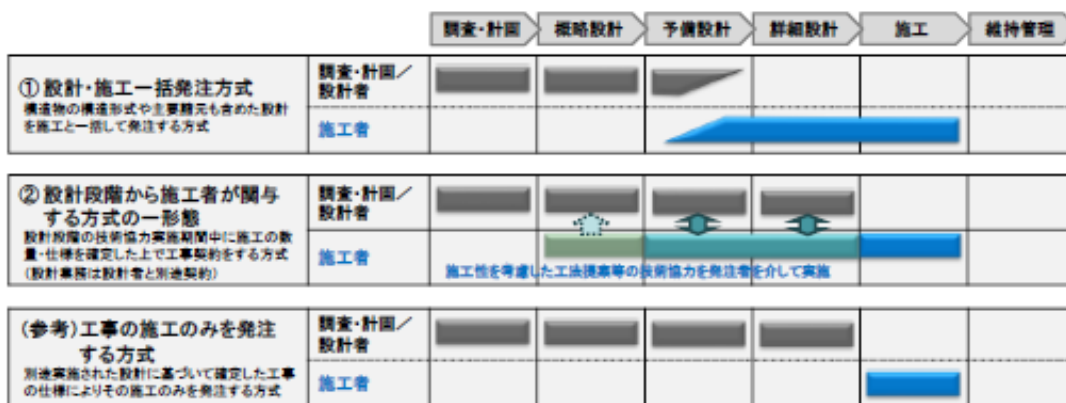 調査・計画 概略設計 予備設計 詳細設計 施工 維持管理
①設計・施工一括発注方式
構造物の構造形式や主要諸元も含めた設計
を施工と一括して発注する方式
調査・計画／
設計者
施工者
②設計段階から施工者が関与
する方式の一形態
設計段階の技術協力実施期間中に施工の数
量・仕様を確定した上で工事契約をする方式
(設計業務は設計者と別途契約)
調査・計画／
設計者
施工者
施工性を考慮した工法提案等の技術協力を発注者を介して実施
(参考)工事の施工のみを発注
する方式
別途実施された設計に基づいて確定した工事
の仕様によりその施工のみを発注する方式
調査・計画／
設計者
施工者